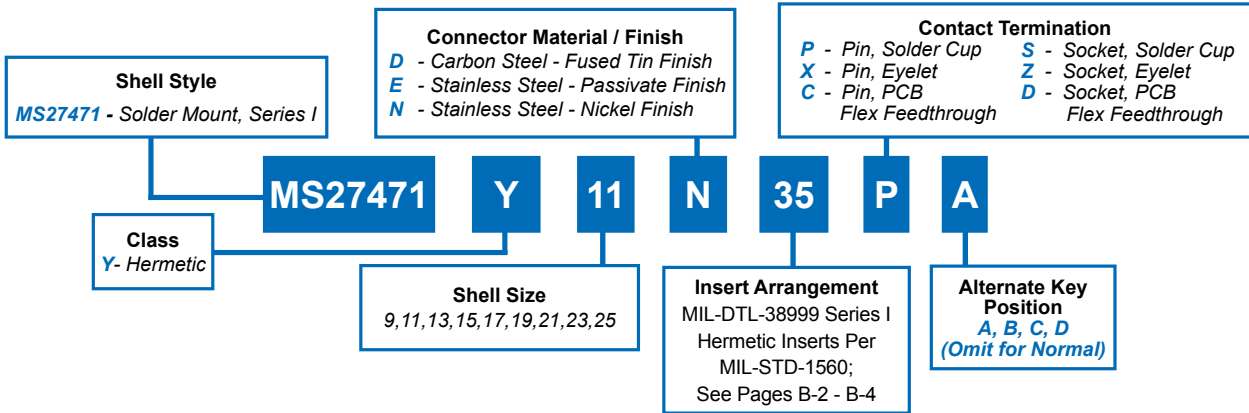 Shell Style
MS27471 - Solder Mount, Series I
Connector Material / Finish
D - Carbon Steel - Fused Tin Finish
E - Stainless Steel - Passivate Finish
N - Stainless Steel - Nickel Finish
Contact Termination
P - Pin, Solder Cup
X - Pin, Eyelet
C - Pin, PCB
Flex Feedthrough
S - Socket, Solder Cup
Z - Socket, Eyelet
D - Socket, PCB
Flex Feedthrough
MS27471 Y 11 N 35 P A
Class
Y- Hermetic
Shell Size
9,11,13,15,17,19,21,23,25
Insert Arrangement
MIL-DTL-38999 Series I
Hermetic Inserts Per
MIL-STD-1560;
See Pages B-2 - B-4
Alternate Key
Position
A, B, C, D
(Omit for Normal)